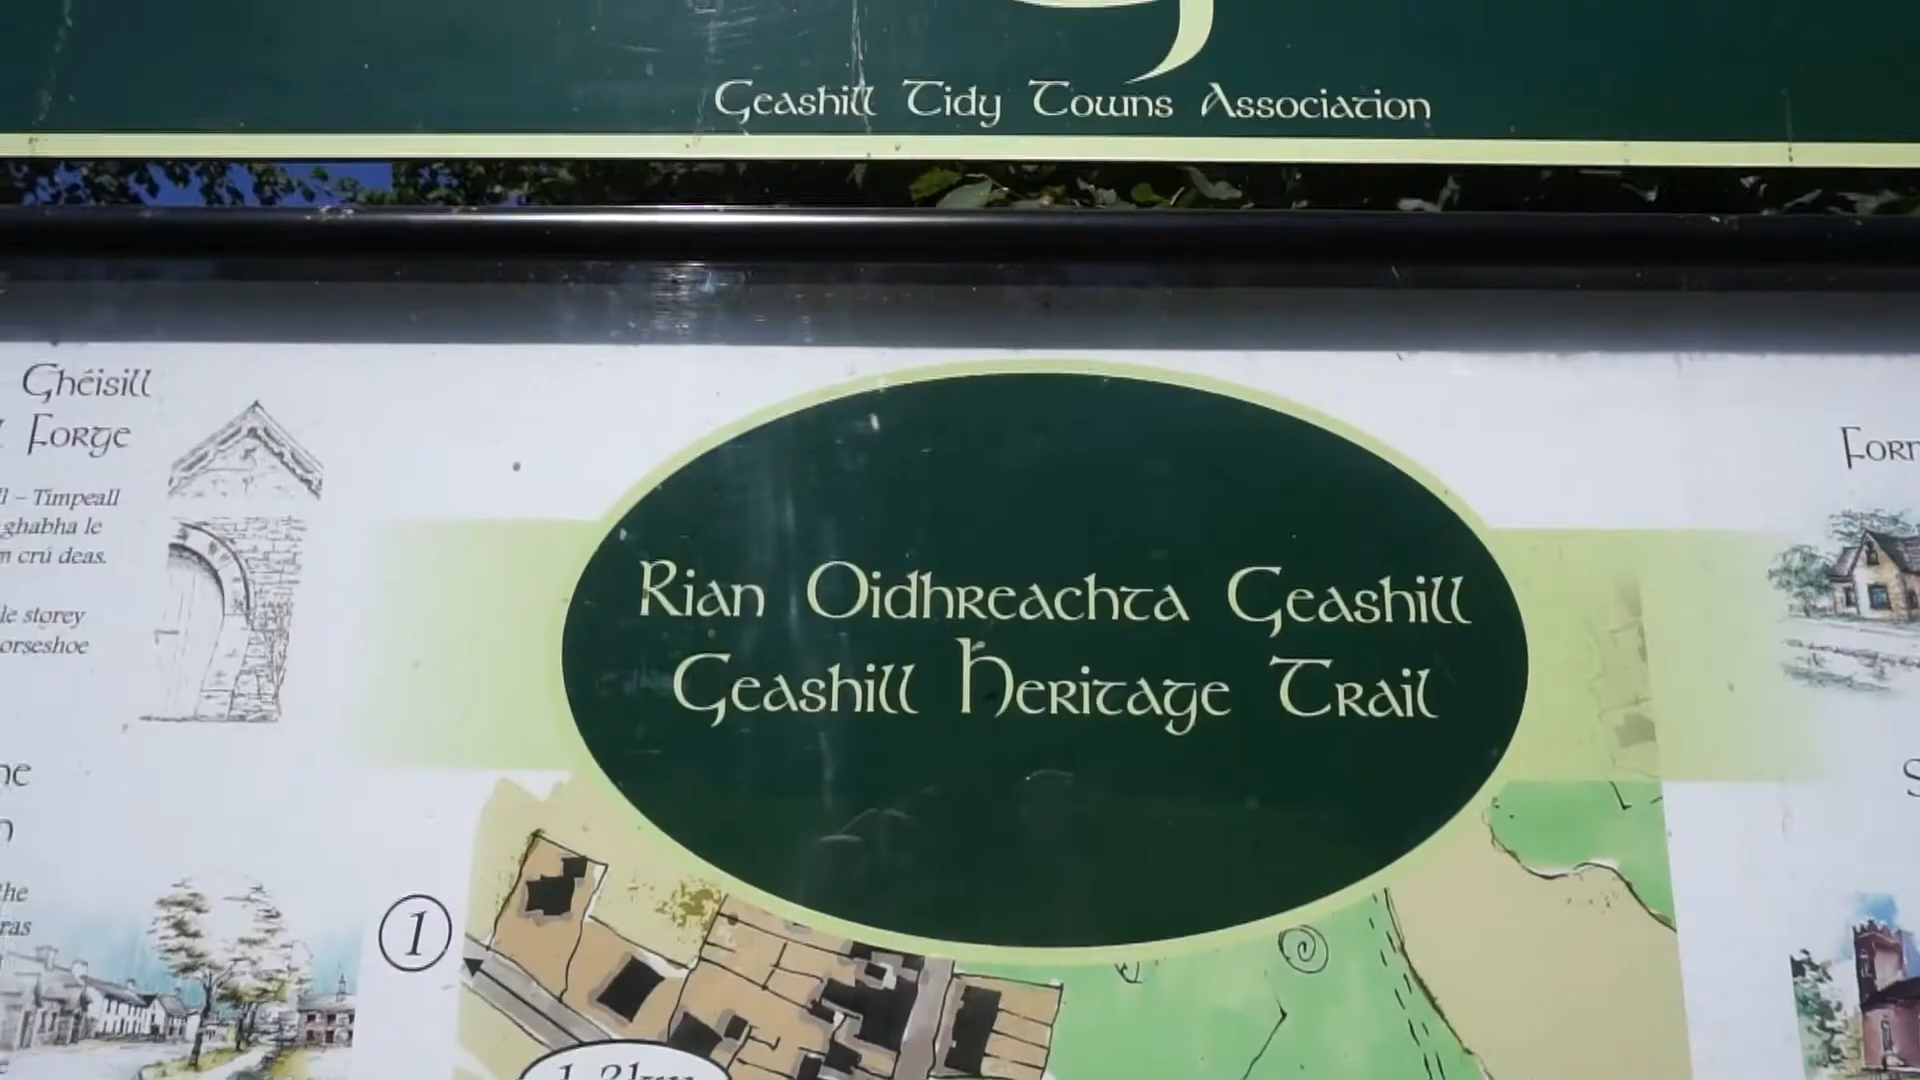 Geashill Tidy Towns Association
Ghéisill
Forge
– Timpeall
ghabha le
crú deas.
storey
Rian Oidhreachta Geashill
Geashill Heritage Trail
the
1